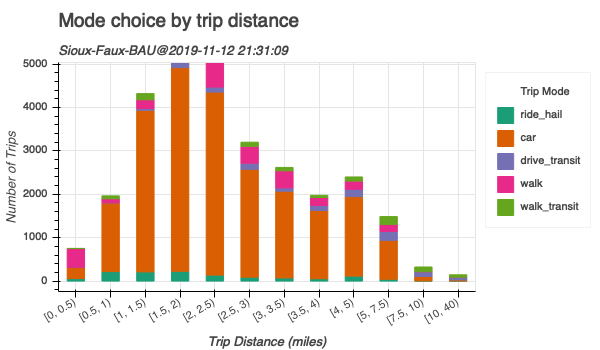 Mode choice by trip distance
Sioux-Faux-BAU@2019-11-12 21:31:09
Number of Trips
5000
4000
3000
2000
1000
0
[0, 0.5)
[0.5, 1)
[1, 1.5)
[1.5, 2)
[2, 2.5)
[2.5, 3)
[3, 3.5)
[3.5, 4)
[4, 5)
[5, 7.5)
[7.5, 10)
[10, 40)
Trip Distance (miles)
Trip Mode
ride_hail
car
drive_transit
walk
walk_transit